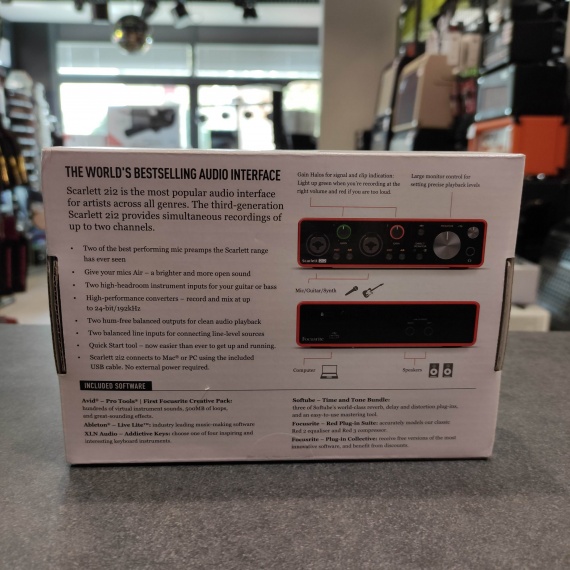 THE WORLD'S BESTSELLING AUDIO INTERFACE
Scarlett 2i2 is the most popular audio interface
for artists across all genres. The third-generation
Scarlett 2i2 provides simultaneous recordings of
up to two channels.
• Two of the best performing mic preamps the Scarlett range
has ever seen
• Give your mics Air – a brighter and more open sound
• Two high-headroom instrument inputs for your guitar or bass
• High-performance converters – record and mix at up
to 24-bit/192kHz
• Two hum-free balanced outputs for clean audio playback
• Two balanced line inputs for connecting line-level sources
• Quick Start tool – now easier than ever to get up and running.
• Scarlett 2i2 connects to Mac® or PC using the included
USB cable. No external power required.
Gain Halos for signal and clip indication:
Light up green when you're recording at the
right volume and red if you are too loud.
Large monitor control for
setting precise playback levels
Scarlett 2i2
Mic/Guitar/Synth
Focusrite
Computer
Speakers
INCLUDED SOFTWARE
Avid® – Pro Tools® | First Focusrite Creative Pack:
hundreds of virtual instrument sounds, 500MB of loops,
and great-sounding effects.
Ableton® – Live Lite™: industry leading music-making software
XLN Audio – Addictive Keys: choose one of four inspiring and
interesting keyboard instruments.
Softube – Time and Tone Bundle:
three of Softube's world-class reverb, delay and distortion plug-ins,
and an easy-to-use mastering tool.
Focusrite – Red Plug-in Suite: accurately models our classic
Red 2 equaliser and Red 3 compressor.
Focusrite – Plug-in Collective: receive free versions of the most
innovative software, and benefit from discounts.